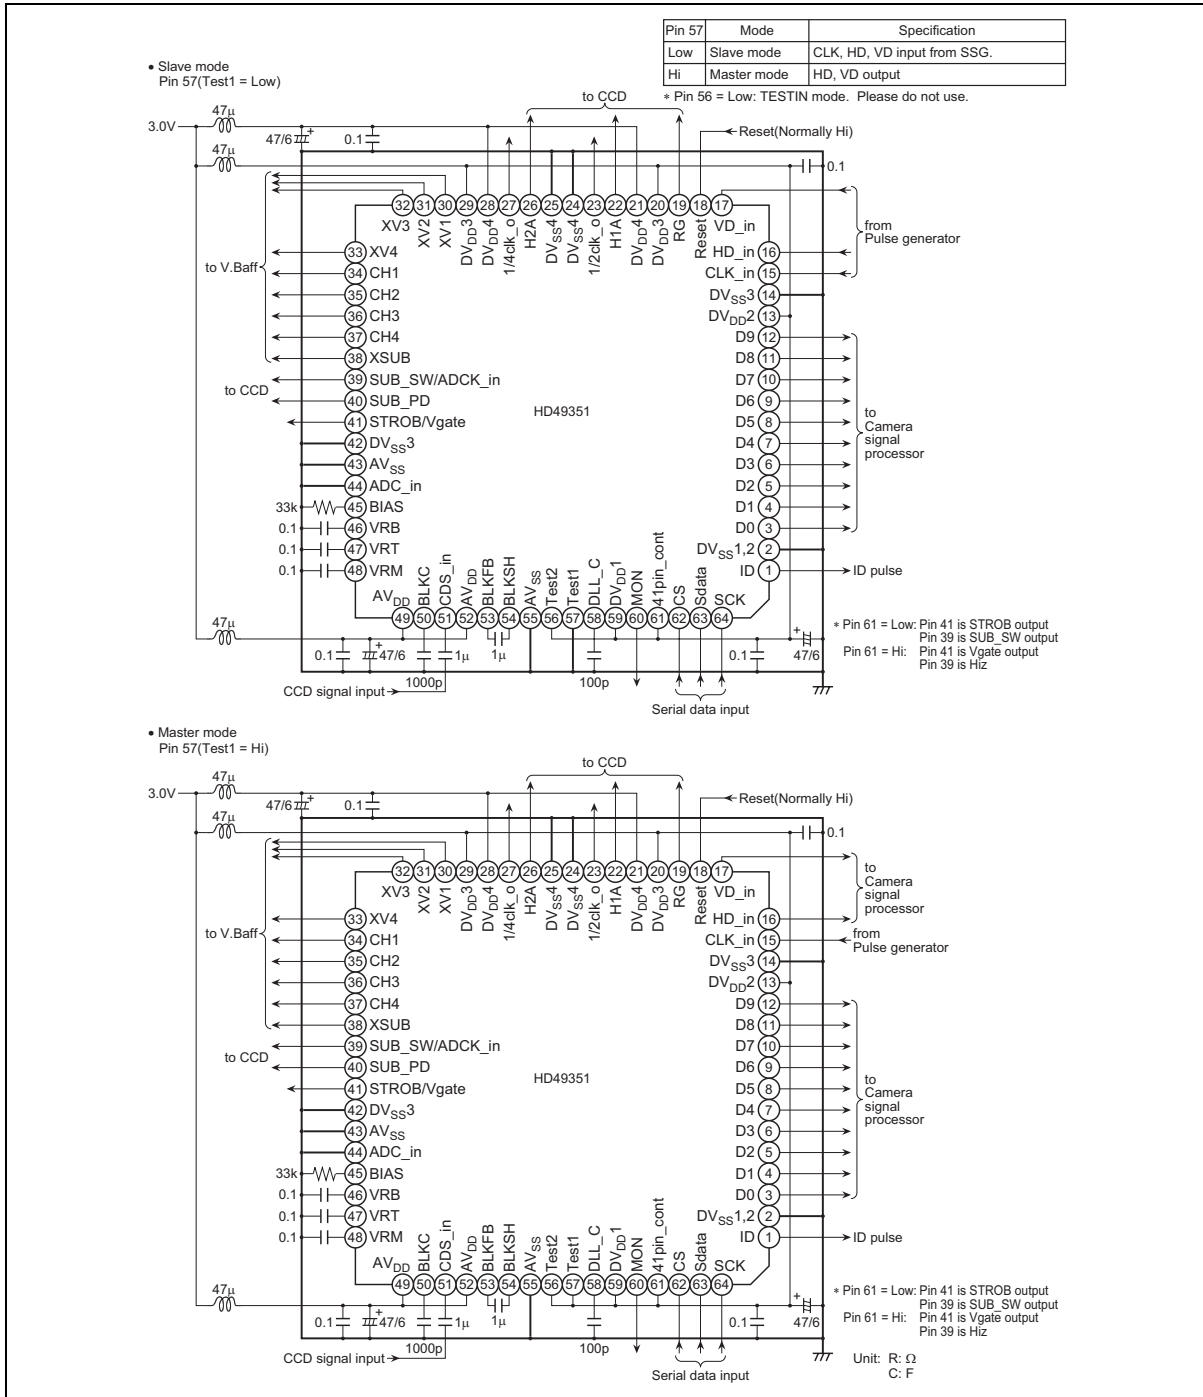 Pin 57 Mode Specification
Low Slave mode CLK, HD, VD input from SSG.
Hi Master mode HD, VD output
∗ Pin 56 = Low: TESTIN mode. Please do not use.
• Slave mode
Pin 57(Test1 = Low)
to CCD
47μ
3.0V
47/6
+
0.1
Reset(Normally Hi)
47μ
0.1
32 31 30 29 28 27 26 25 24 23 22 21 20 19 18 17
XV3 XV2 XV1 DVDD3 DVDD4 1/4clk_o H2A DVSS4 DVSS4 1/2clk_o H1A DVDD4 DVDD3 RG Reset VD_in
from
Pulse generator
to V.Baff
33 XV4
34 CH1
35 CH2
36 CH3
37 CH4
38 XSUB
to CCD
39 SUB_SW/ADCK_in
40 SUB_PD
41 STROB/Vgate
42 DVSS3
43 AVSS
44 ADC_in
33k 45 BIAS
0.1 46 VRB
0.1 47 VRT
0.1 48 VRM
HD49351
HD_in 16
CLK_in 15
DVSS3 14
DVDD2 13
D9 12
D8 11
D7 10
D6 9
D5 8
D4 7
D3 6
D2 5
D1 4
D0 3
DVSS1,2 2
ID 1
to
Camera
signal
processor
ID pulse
AVDD BLKC CDS_in AVDD BLKFB BLKSH AVSS Test2 Test1 DLL_C DVDD1 MON 41pin_cont CS Sdata SCK
49 50 51 52 53 54 55 56 57 58 59 60 61 62 63 64
47μ
0.1
+
47/6
1000p
1μ
1μ
100p
0.1
+
47/6
CCD signal input
Serial data input
∗ Pin 61 = Low: Pin 41 is STROB output
Pin 39 is SUB_SW output
Pin 61 = Hi: Pin 41 is Vgate output
Pin 39 is Hiz
• Master mode
Pin 57(Test1 = Hi)
to CCD
47μ
3.0V
47/6
+
0.1
Reset(Normally Hi)
47μ
0.1
32 31 30 29 28 27 26 25 24 23 22 21 20 19 18 17
XV3 XV2 XV1 DVDD3 DVDD4 1/4clk_o H2A DVSS4 DVSS4 1/2clk_o H1A DVDD4 DVDD3 RG Reset VD_in
to
Camera
signal
processor
from
Pulse generator
to V.Baff
33 XV4
34 CH1
35 CH2
36 CH3
37 CH4
38 XSUB
to CCD
39 SUB_SW/ADCK_in
40 SUB_PD
41 STROB/Vgate
42 DVSS3
43 AVSS
44 ADC_in
33k 45 BIAS
0.1 46 VRB
0.1 47 VRT
0.1 48 VRM
HD49351
HD_in 16
CLK_in 15
DVSS3 14
DVDD2 13
D9 12
D8 11
D7 10
D6 9
D5 8
D4 7
D3 6
D2 5
D1 4
D0 3
DVSS1,2 2
ID 1
to
Camera
signal
processor
ID pulse
AVDD BLKC CDS_in AVDD BLKFB BLKSH AVSS Test2 Test1 DLL_C DVDD1 MON 41pin_cont CS Sdata SCK
49 50 51 52 53 54 55 56 57 58 59 60 61 62 63 64
47μ
0.1
+
47/6
1000p
1μ
1μ
100p
0.1
+
47/6
CCD signal input
Serial data input
∗ Pin 61 = Low: Pin 41 is STROB output
Pin 39 is SUB_SW output
Pin 61 = Hi: Pin 41 is Vgate output
Pin 39 is Hiz
Unit: R: Ω
C: F